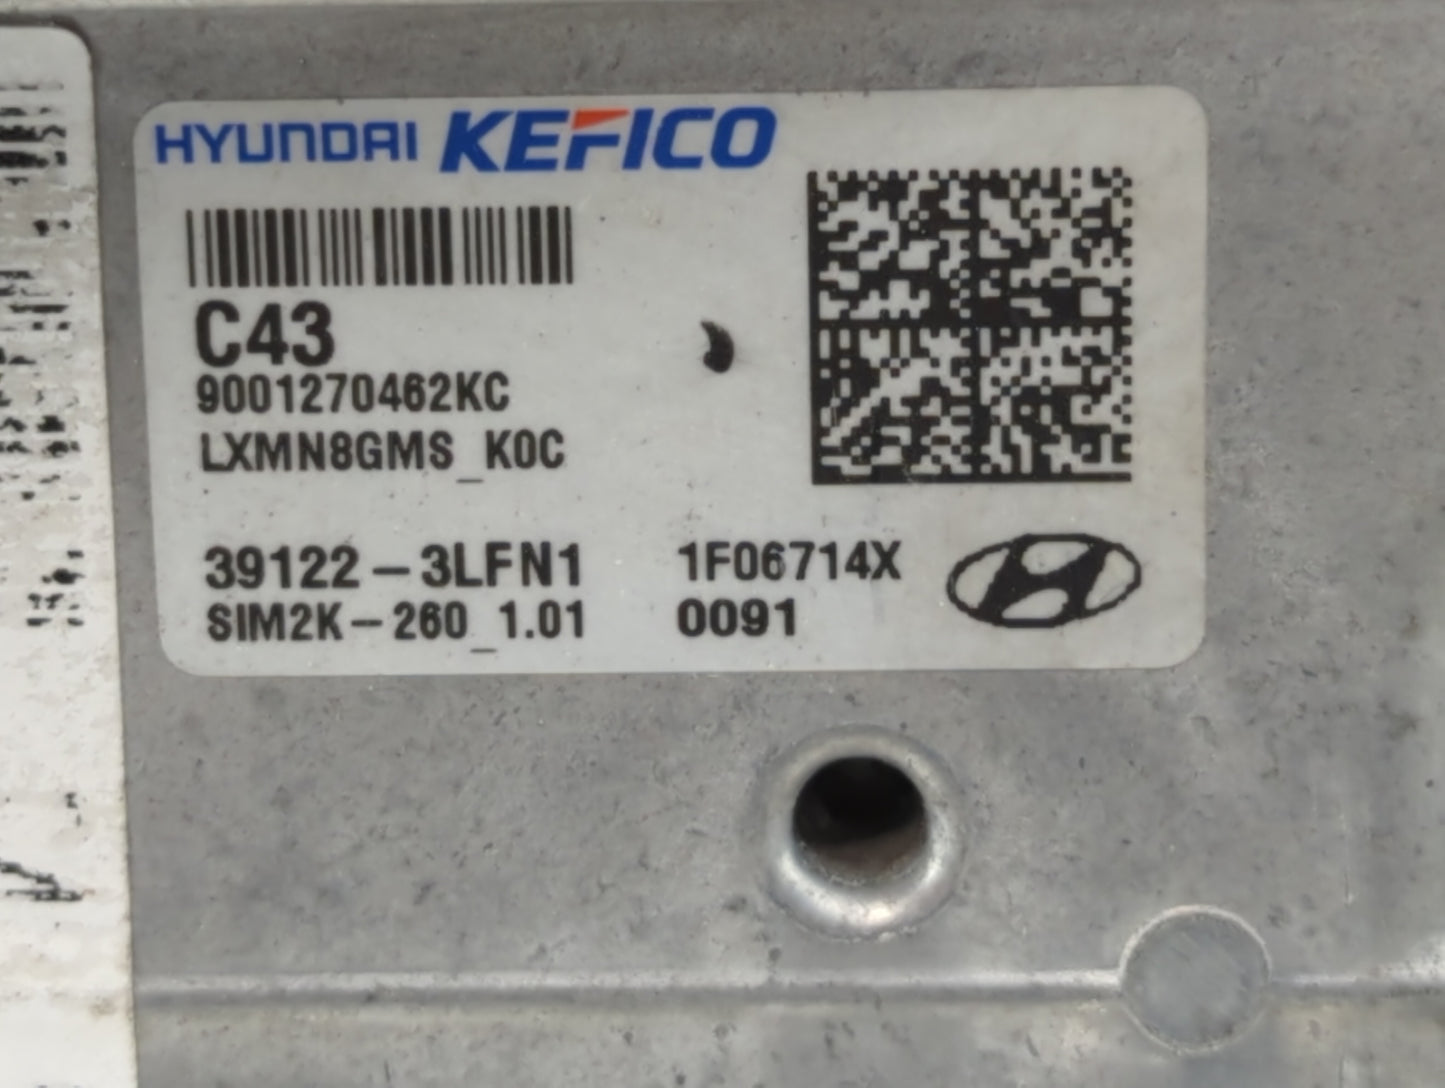 HYUNDAI KEFICO
C43
9001270462KC
LXMN8GMS_K0C
39122-3LFN1 1F06714X
SIM2K-260_1.01 0091